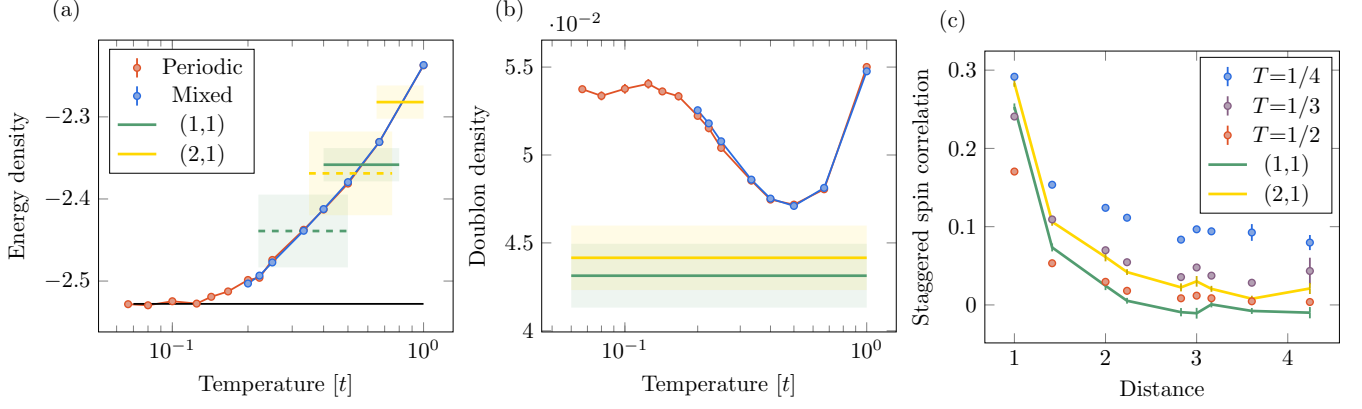 (a)
Energy density
−2.3
−2.4
−2.5
Periodic
Mixed
(1,1)
(2,1)
10⁻¹
10⁰
Temperature [t]
(b)
·10⁻²
Doublon density
5.5
5
4.5
4
10⁻¹
10⁰
Temperature [t]
(c)
Staggered spin correlation
0.3
0.2
0.1
0
T=1/4
T=1/3
T=1/2
(1,1)
(2,1)
1
2
3
4
Distance